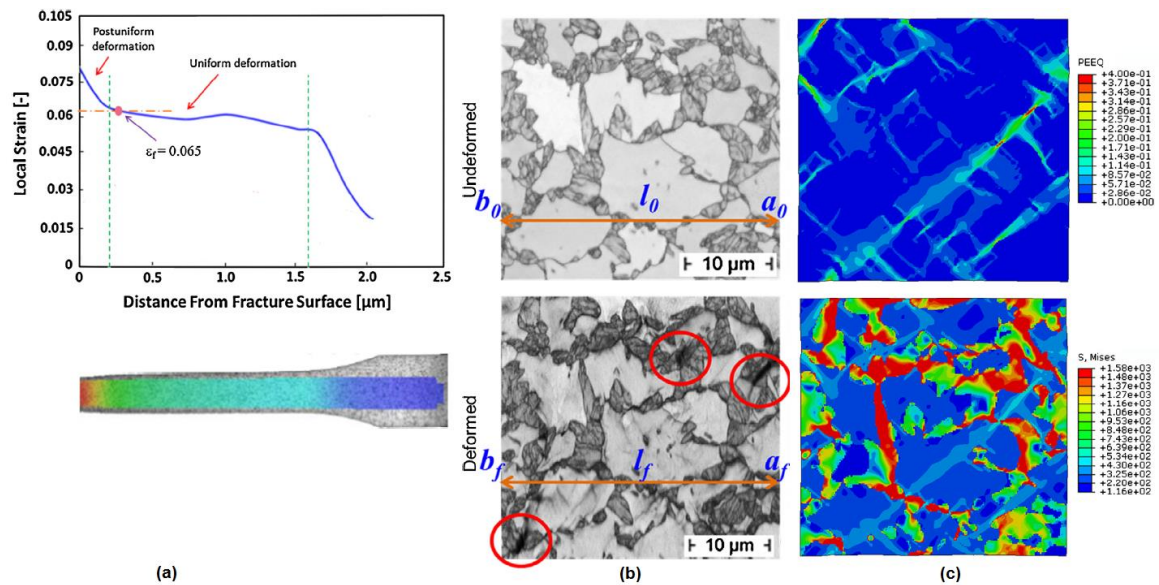 0.105
0.09
0.075
0.06
0.045
0.03
0.015
0
Local Strain [-]
Postuniform
deformation
Uniform deformation
εf = 0.065
0 0.5 1.0 1.5 2.0 2.5
Distance From Fracture Surface [μm]
(a)
Undeformed
b0 l0 a0
10 μm
Deformed
bf lf af
10 μm
(b)
PEEQ
+4.00e-01
+3.71e-01
+3.43e-01
+3.14e-01
+2.86e-01
+2.57e-01
+2.29e-01
+2.00e-01
+1.71e-01
+1.43e-01
+1.14e-01
+8.57e-02
+5.71e-02
+2.86e-02
+0.00e+00
S, Mises
+1.58e+03
+1.48e+03
+1.37e+03
+1.27e+03
+1.16e+03
+1.06e+03
+9.53e+02
+8.48e+02
+7.43e+02
+6.39e+02
+5.34e+02
+4.30e+02
+3.25e+02
+2.20e+02
+1.16e+02
(c)